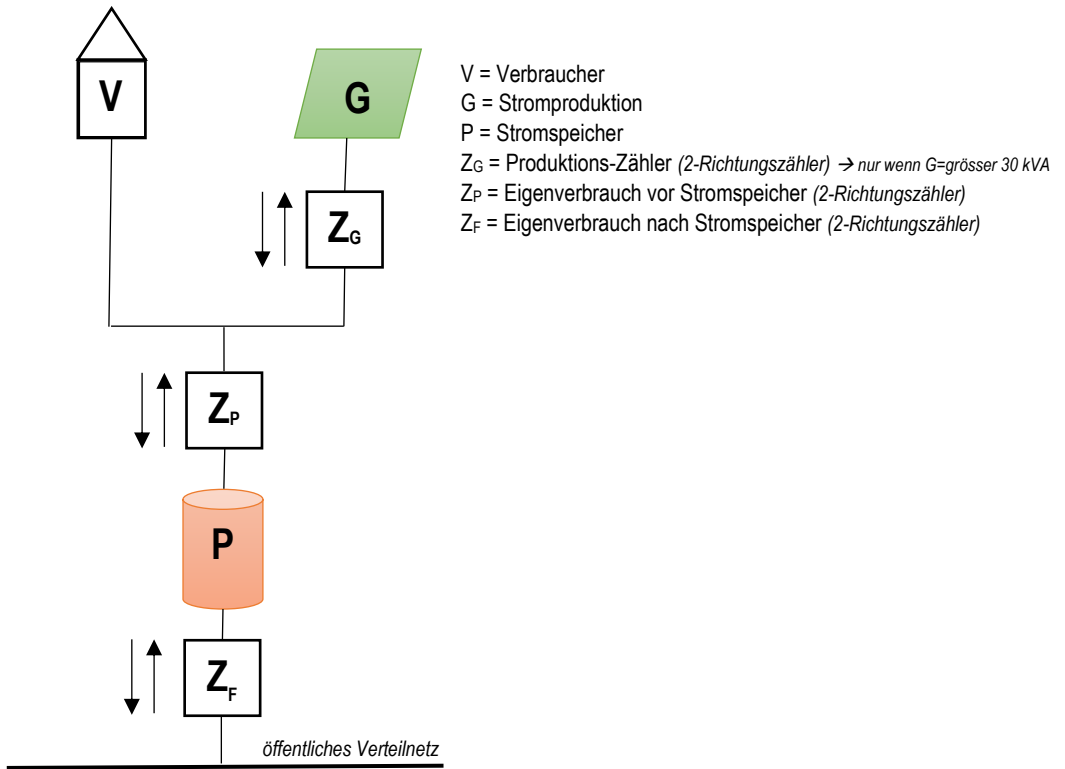 V
G
V = Verbraucher
G = Stromproduktion
P = Stromspeicher
ZG = Produktions-Zähler (2-Richtungszähler) → nur wenn G=grösser 30 kVA
ZP = Eigenverbrauch vor Stromspeicher (2-Richtungszähler)
ZF = Eigenverbrauch nach Stromspeicher (2-Richtungszähler)
ZG
ZP
P
ZF
öffentliches Verteilnetz